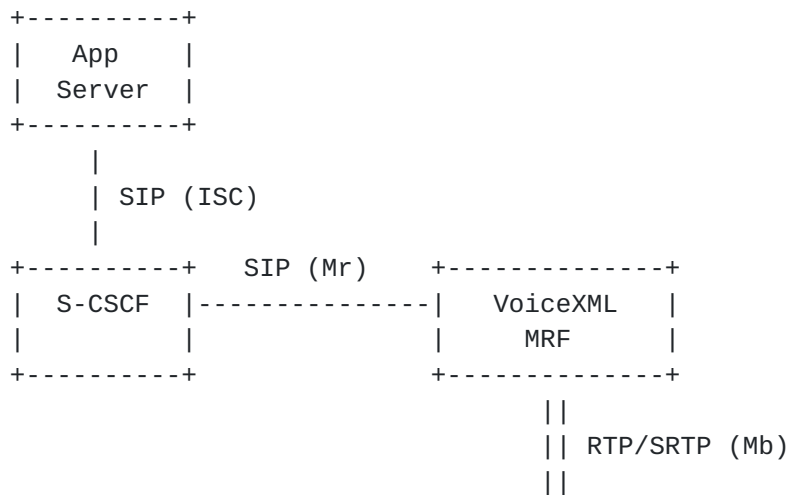 +----------+
|   App    |
|  Server  |
+----------+
     |
     | SIP (ISC)
     |
+----------+   SIP (Mr)    +--------------+
|  S-CSCF  |---------------|   VoiceXML   |
|          |               |     MRF      |
+----------+               +--------------+
                                  ||
                                  || RTP/SRTP (Mb)
                                  ||